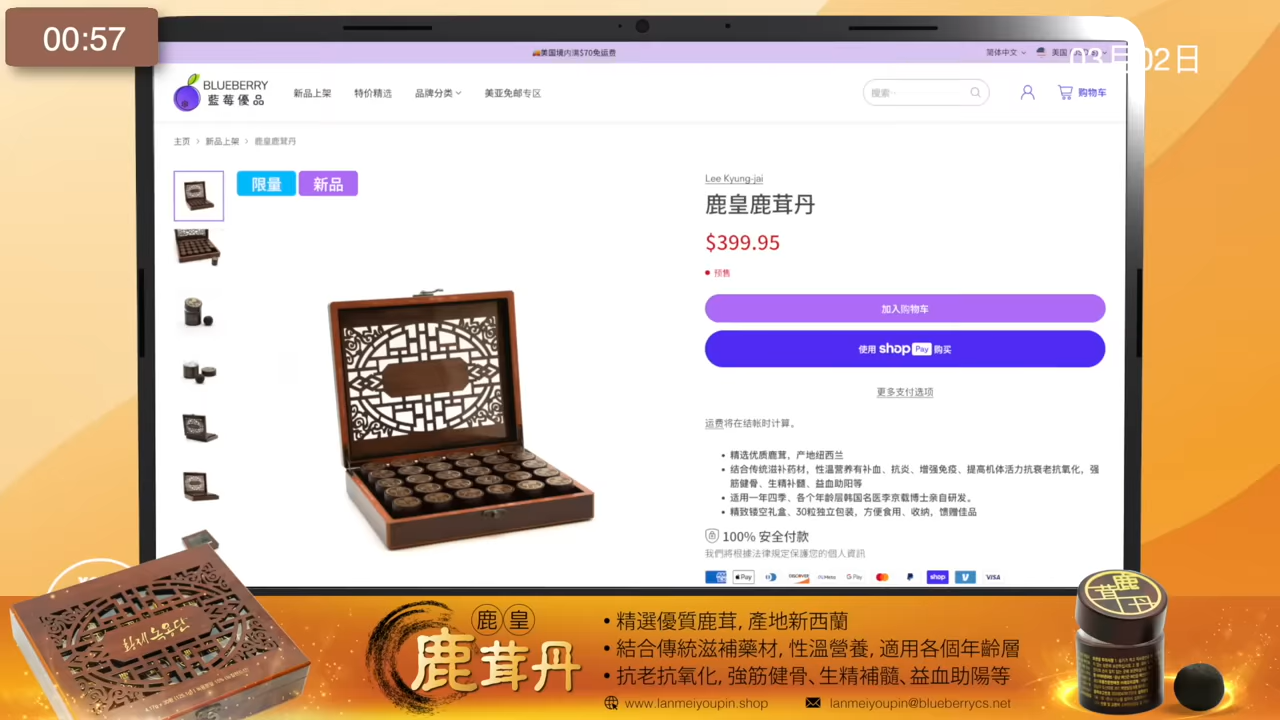 00:57
03月02日
🚚美国境内满$70免运费
简体中文
美国
BLUEBERRY
藍莓優品
新品上架
特价精选
品牌分类
美亚免邮专区
搜索
购物车
主页 › 新品上架 › 鹿皇鹿茸丹
限量
新品
Lee Kyung-jai
鹿皇鹿茸丹
$399.95
预售
加入购物车
使用 shop Pay 购买
更多支付选项
运费将在结帐时计算。
• 精选优质鹿茸，产地纽西兰
• 结合传统滋补药材，性温营养有补血、抗炎、增强免疫、提高机体活力抗衰老抗氧化，强
筋健骨、生精补髓、益血助阳等
• 适用一年四季、各个年龄层韩国名医李京载博士亲自研发。
• 精致镂空礼盒、30粒独立包装，方便食用、收纳，馈赠佳品
100% 安全付款
我們將根據法律規定保護您的個人資訊
Pay
DISCOVER
G Pay
shop
VISA
鹿皇
鹿茸丹
• 精選優質鹿茸, 產地新西蘭
• 結合傳統滋補藥材, 性溫營養, 適用各個年齡層
• 抗老抗氧化, 強筋健骨、生精補髓、益血助陽等
www.lanmeiyoupin.shop
lanmeiyoupin@blueberrycs.net
황제녹용단
鹿茸丹